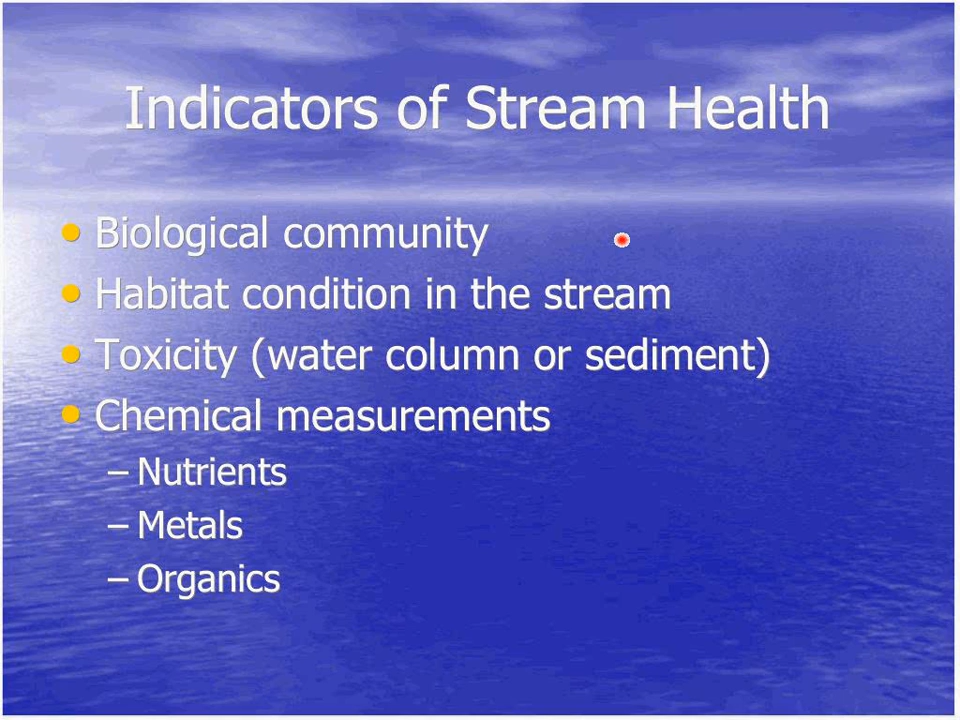 Indicators of Stream Health
• Biological community
• Habitat condition in the stream
• Toxicity (water column or sediment)
• Chemical measurements
– Nutrients
– Metals
– Organics